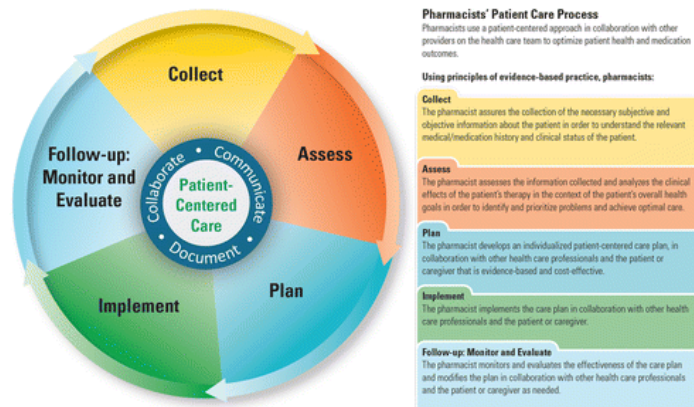 Collect
Assess
Plan
Implement
Follow-up:
Monitor and
Evaluate
Collaborate • Communicate • Document •
Patient-
Centered
Care
Pharmacists' Patient Care Process
Pharmacists use a patient-centered approach in collaboration with other
providers on the health care team to optimize patient health and medication
outcomes.
Using principles of evidence-based practice, pharmacists:
Collect
The pharmacist assures the collection of the necessary subjective and
objective information about the patient in order to understand the relevant
medical/medication history and clinical status of the patient.
Assess
The pharmacist assesses the information collected and analyzes the clinical
effects of the patient's therapy in the context of the patient's overall health
goals in order to identify and prioritize problems and achieve optimal care.
Plan
The pharmacist develops an individualized patient-centered care plan, in
collaboration with other health care professionals and the patient or
caregiver that is evidence-based and cost-effective.
Implement
The pharmacist implements the care plan in collaboration with other health
care professionals and the patient or caregiver.
Follow-up: Monitor and Evaluate
The pharmacist monitors and evaluates the effectiveness of the care plan
and modifies the plan in collaboration with other health care professionals
and the patient or caregiver as needed.